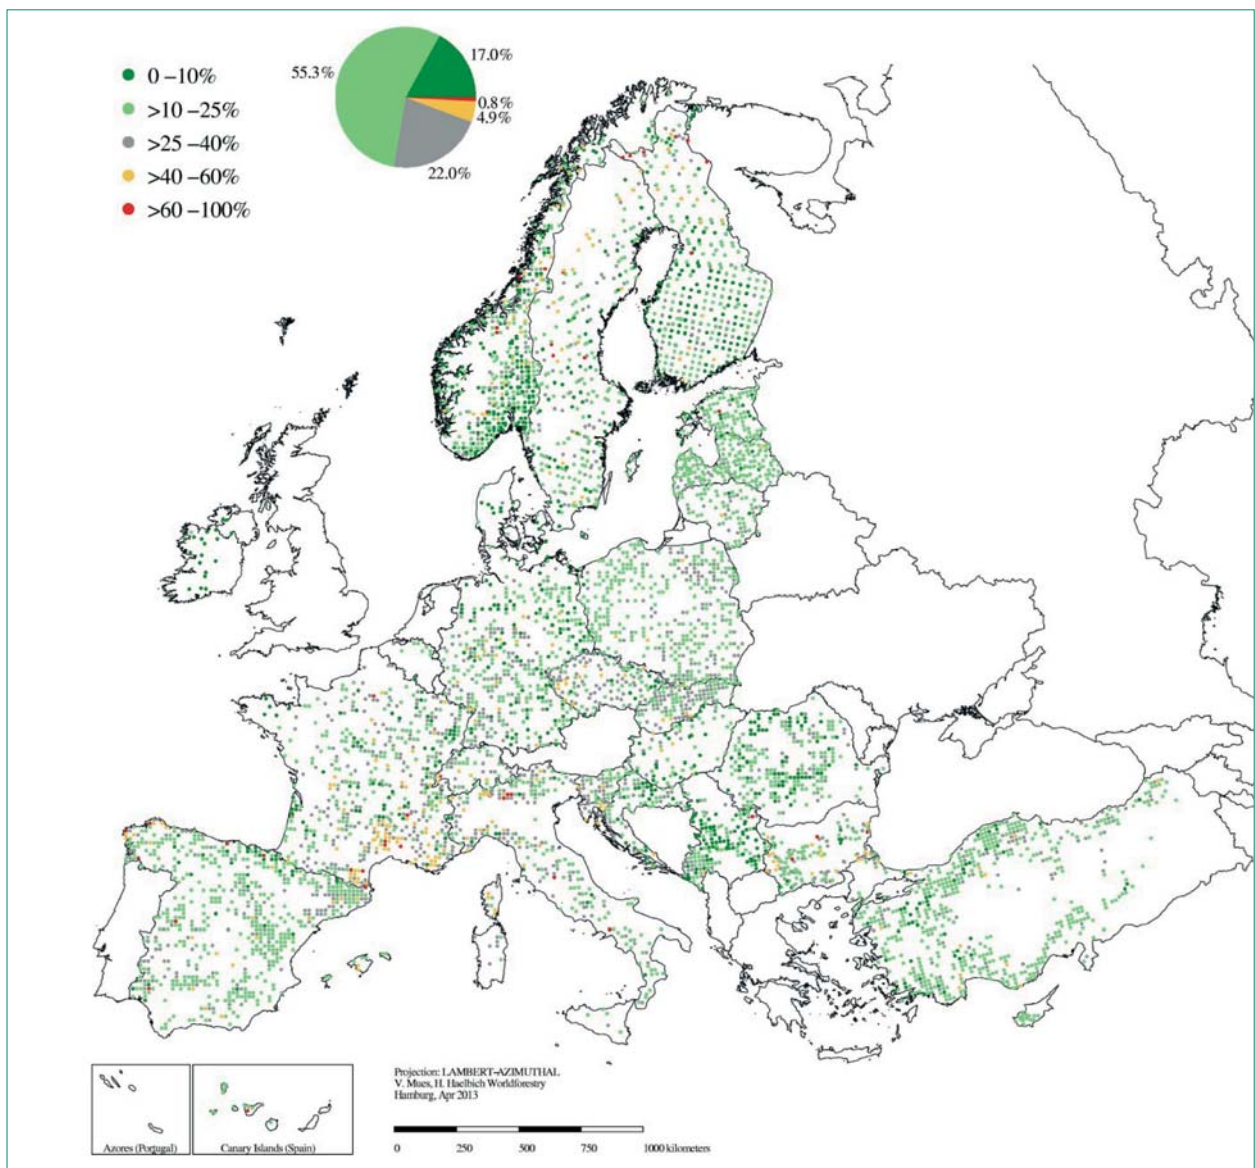 0 –10%
>10 –25%
>25 –40%
>40 –60%
>60 –100%
55.3%
17.0%
0.8%
4.9%
22.0%
Projection: LAMBERT–AZIMUTHAL
V. Mues, H. Haelbich Worldforestry
Hamburg, Apr 2013
Azores (Portugal)
Canary Islands (Spain)
0 250 500 750 1000 kilometers